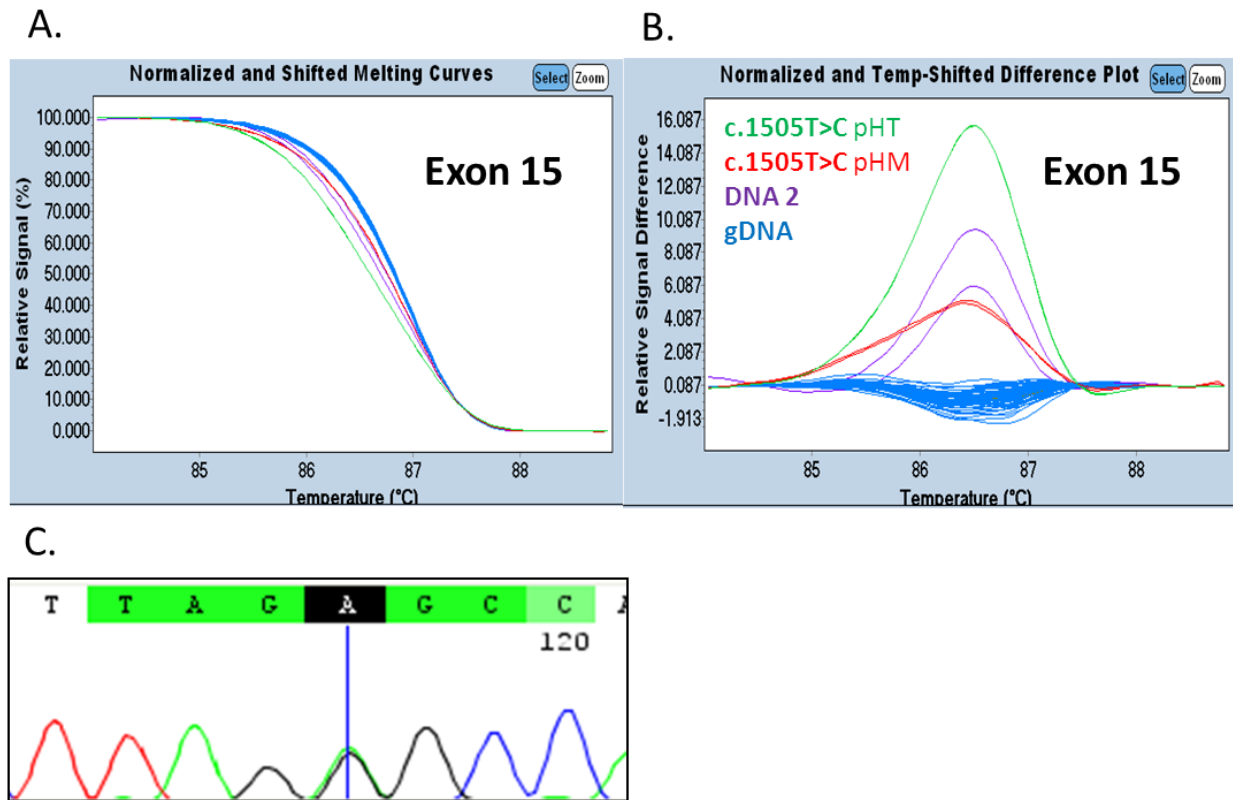 A.
Normalized and Shifted Melting Curves
Select
Zoom
Exon 15
Relative Signal (%)
100.000
90.000
80.000
70.000
60.000
50.000
40.000
30.000
20.000
10.000
0.000
85 86 87 88
Temperature (°C)
B.
Normalized and Temp-Shifted Difference Plot
Select
Zoom
c.1505T>C pHT
c.1505T>C pHM
DNA 2
gDNA
Exon 15
Relative Signal Difference
16.087
14.087
12.087
10.087
8.087
6.087
4.087
2.087
0.087
-1.913
85 86 87 88
Temperature (°C)
C.
T T A G A G C C
120